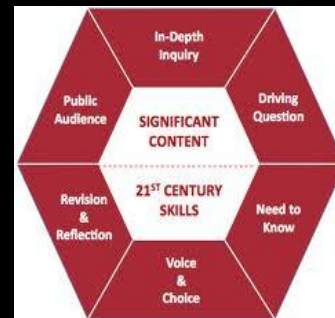 In-Depth
Inquiry
Public
Audience
Driving
Question
SIGNIFICANT
CONTENT
21ST CENTURY
SKILLS
Revision
&
Reflection
Need to
Know
Voice
&
Choice